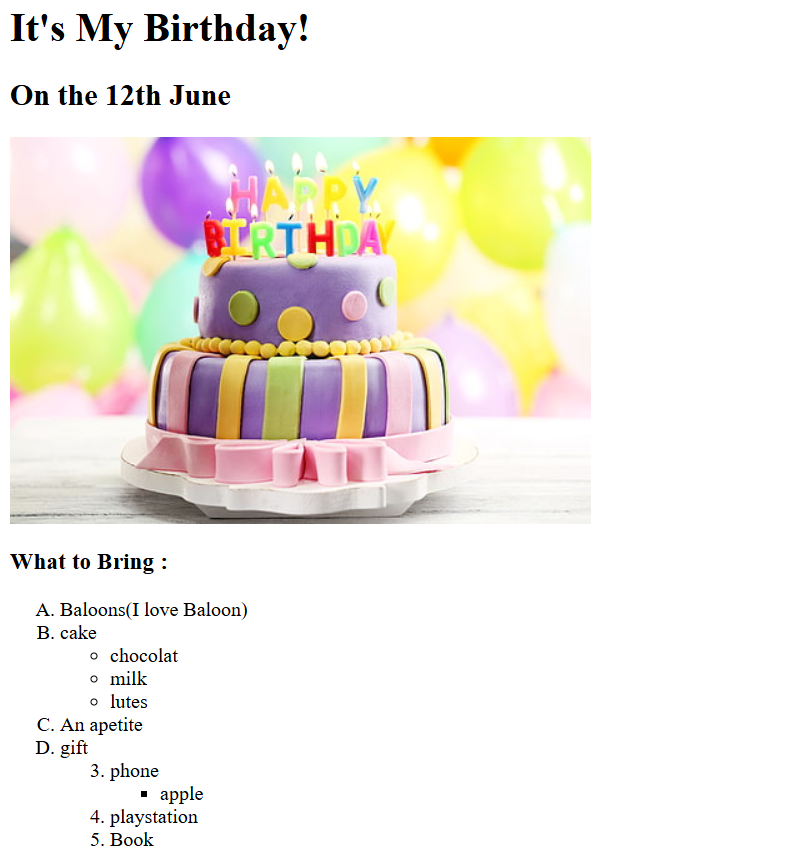 It's My Birthday!
On the 12th June
HAPPY
BIRTHDAY
What to Bring :
A. Baloons(I love Baloon)
B. cake
chocolat
milk
lutes
C. An apetite
D. gift
3. phone
apple
4. playstation
5. Book